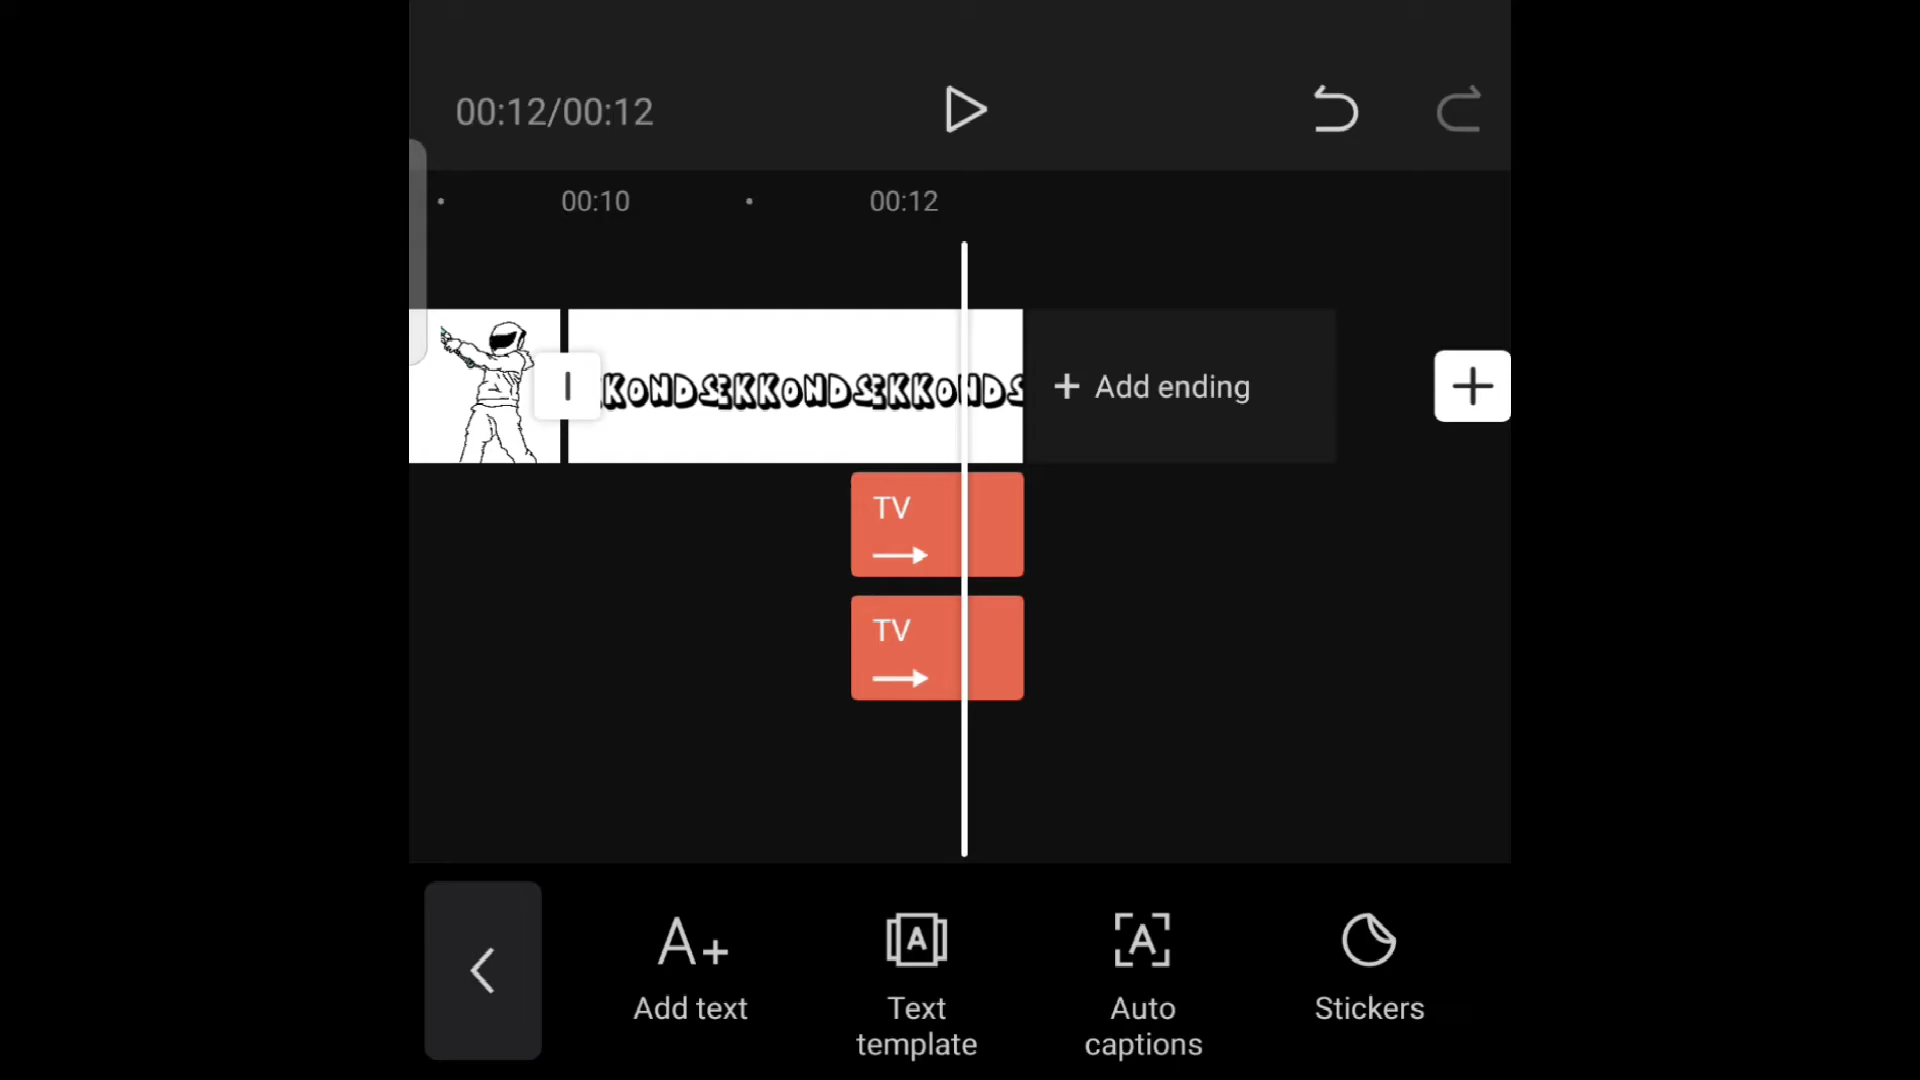 00:12/00:12
00:10
00:12
KONDSEKKONDSEKKONDS
+ Add ending
TV
TV
A+
Add text
A
Text
template
A
Auto
captions
Stickers